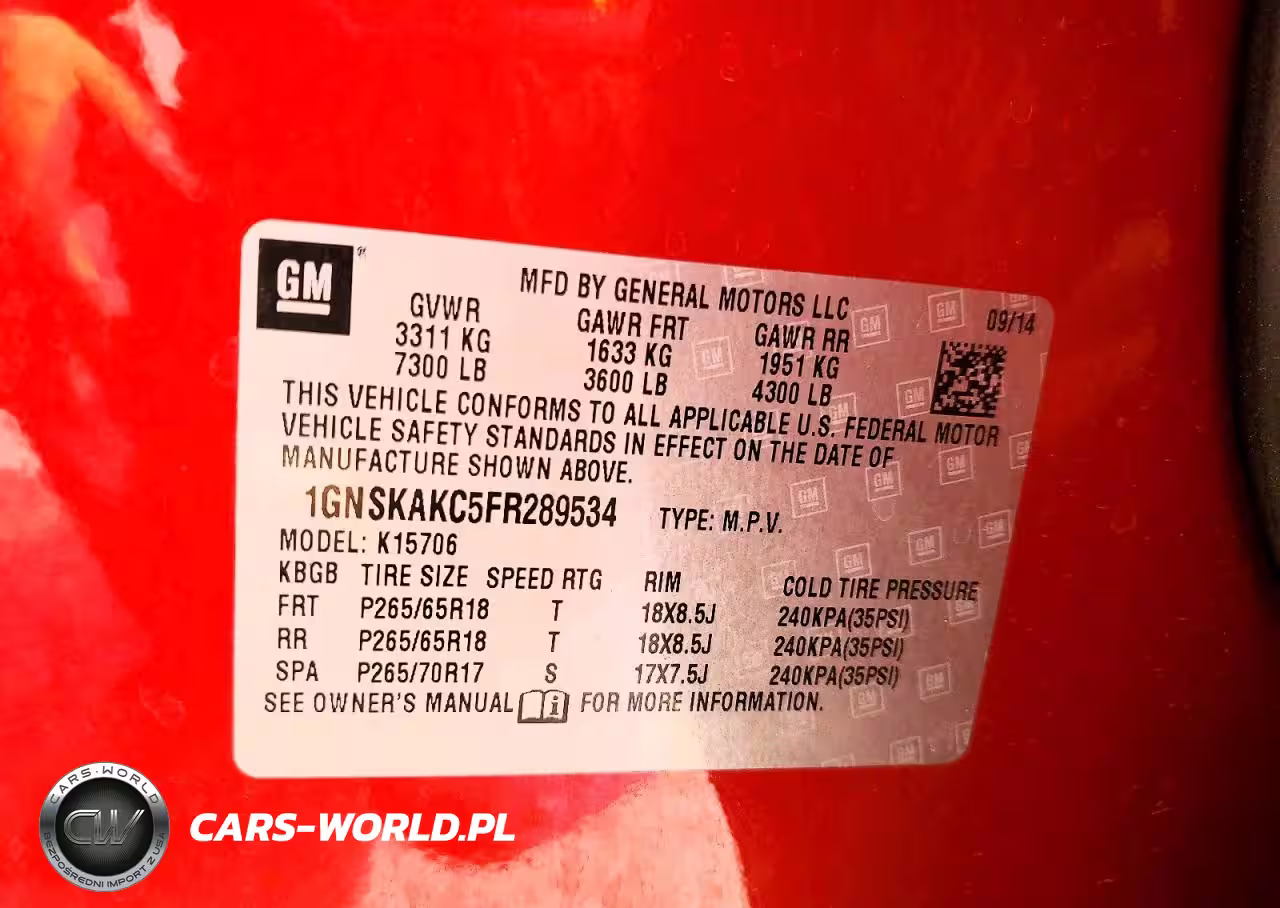 GM ®
MFD BY GENERAL MOTORS LLC
GVWR GAWR FRT GAWR RR 09/14
3311 KG 1633 KG 1951 KG
7300 LB 3600 LB 4300 LB
THIS VEHICLE CONFORMS TO ALL APPLICABLE U.S. FEDERAL MOTOR
VEHICLE SAFETY STANDARDS IN EFFECT ON THE DATE OF
MANUFACTURE SHOWN ABOVE.
1GNSKAKC5FR289534 TYPE: M.P.V.
MODEL: K15706
KBGB TIRE SIZE SPEED RTG RIM COLD TIRE PRESSURE
FRT P265/65R18 T 18X8.5J 240KPA(35PSI)
RR P265/65R18 T 18X8.5J 240KPA(35PSI)
SPA P265/70R17 S 17X7.5J 240KPA(35PSI)
SEE OWNER'S MANUAL i FOR MORE INFORMATION.
CARS-WORLD
CW
BEZPOŚREDNI IMPORT Z USA
CARS-WORLD.PL